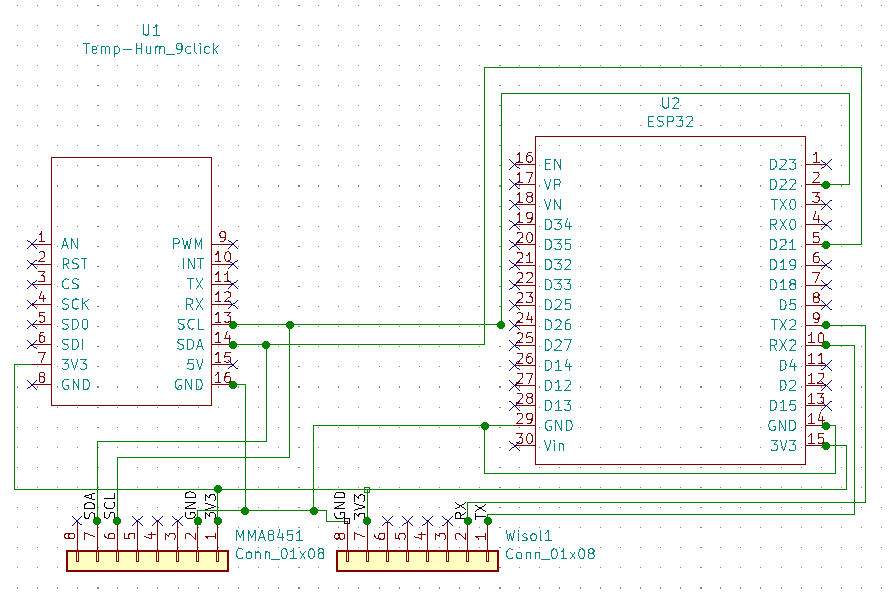 U1
Temp-Hum_9click
U2
ESP32
16 EN D23 1
17 VP D22 2
18 VN TX0 3
19 D34 RX0 4
20 D35 D21 5
21 D32 D19 6
22 D33 D18 7
23 D25 D5 8
24 D26 TX2 9
25 D27 RX2 10
26 D14 D4 11
27 D12 D2 12
28 D13 D15 13
29 GND GND 14
30 Vin 3V3 15
1 AN PWM 9
2 RST INT 10
3 CS TX 11
4 SCK RX 12
5 SDO SCL 13
6 SDI SDA 14
7 3V3 5V 15
8 GND GND 16
SDA SCL GND 3V3
8 7 6 5 4 3 2 1
MMA8451
Conn_01x08
GND 3V3 RX TX
8 7 6 5 4 3 2 1
Wisol1
Conn_01x08